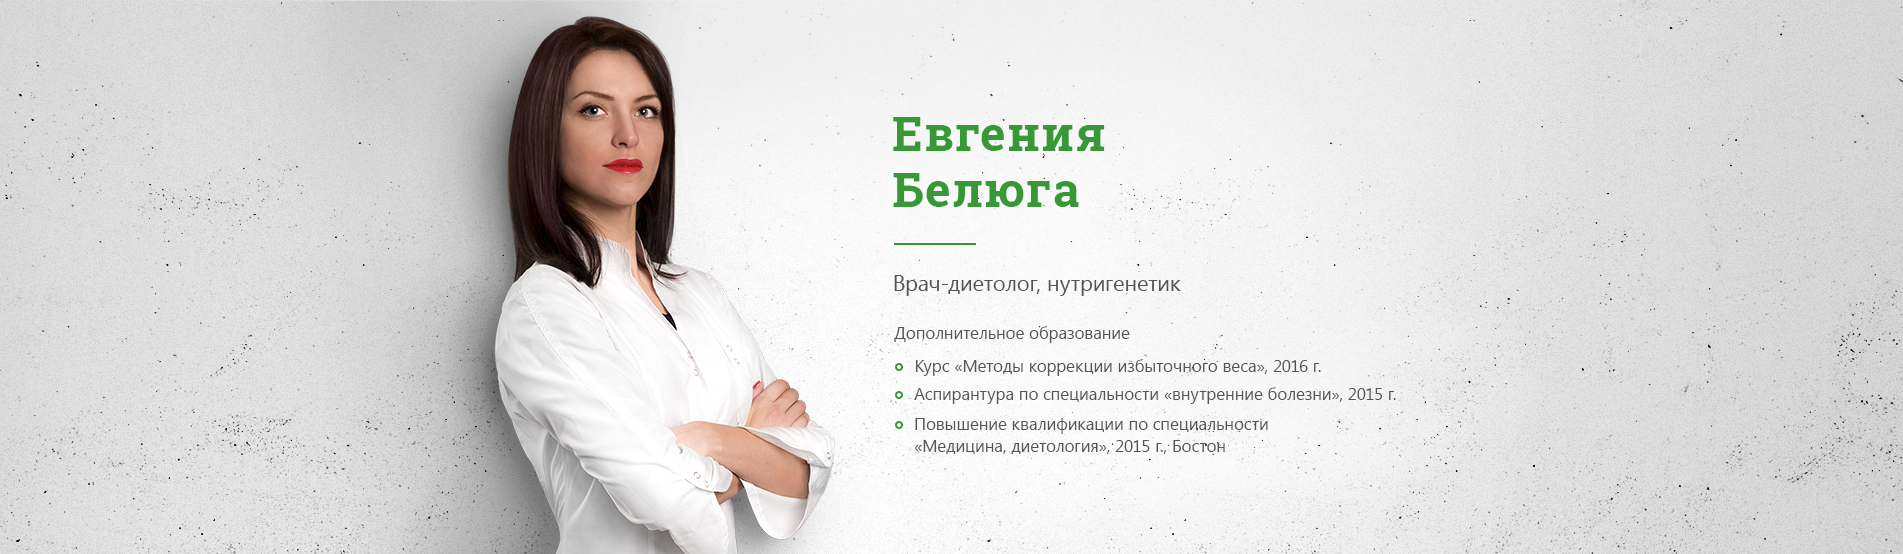 Евгения
Белюга
Врач-диетолог, нутригенетик
Дополнительное образование
Курс «Методы коррекции избыточного веса», 2016 г.
Аспирантура по специальности «внутренние болезни», 2015 г.
Повышение квалификации по специальности
«Медицина, диетология», 2015 г., Бостон